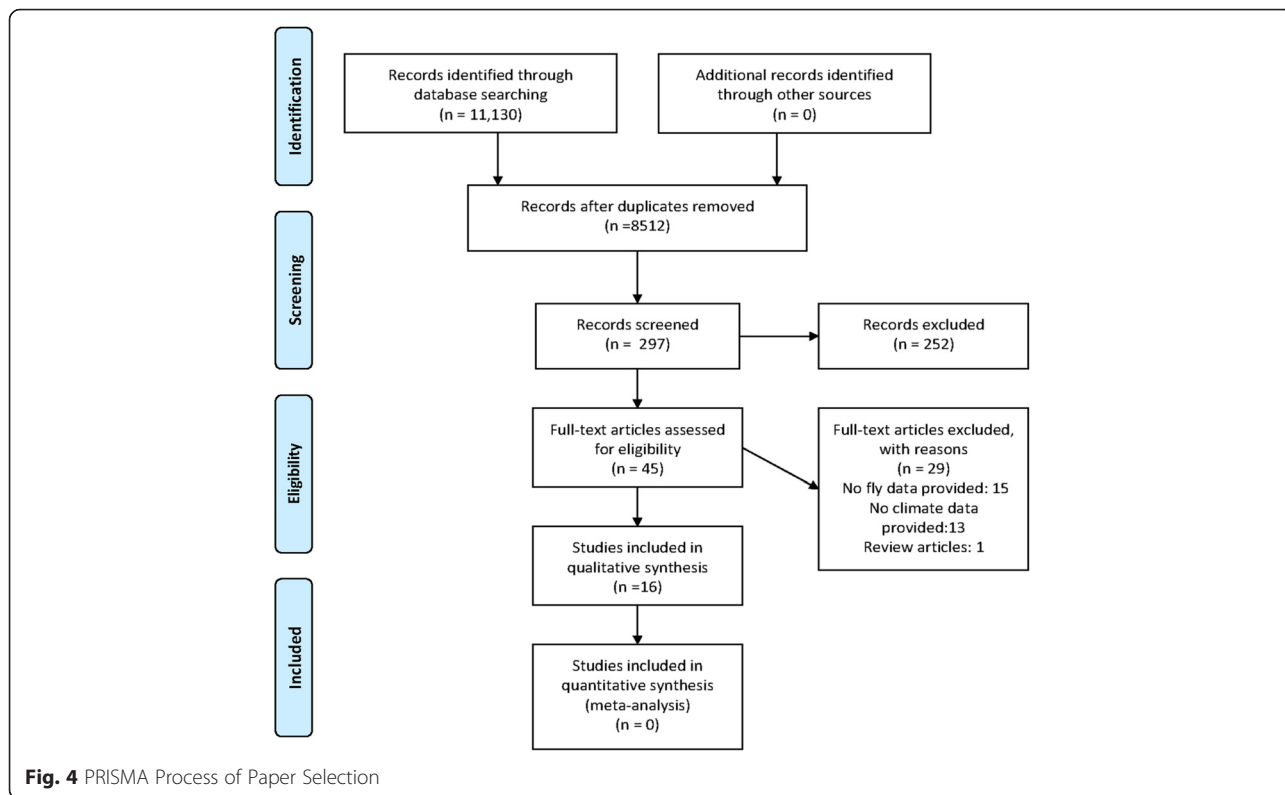 Identification
Records identified through
database searching
(n = 11,130)
Additional records identified
through other sources
(n = 0)
Records after duplicates removed
(n =8512)
Screening
Records screened
(n = 297)
Records excluded
(n = 252)
Eligibility
Full-text articles assessed
for eligibility
(n = 45)
Full-text articles excluded,
with reasons
(n = 29)
No fly data provided: 15
No climate data
provided:13
Review articles: 1
Studies included in
qualitative synthesis
(n =16)
Included
Studies included in
quantitative synthesis
(meta-analysis)
(n = 0)
Fig. 4 PRISMA Process of Paper Selection